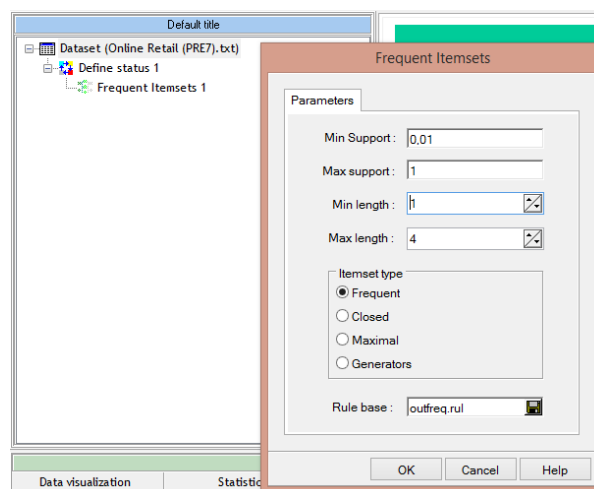 Default title
Dataset (Online Retail (PRE7).txt)
Define status 1
Frequent Itemsets 1
Frequent Itemsets
Parameters
Min Support : 0,01
Max support : 1
Min length : 1
Max length : 4
Itemset type
Frequent
Closed
Maximal
Generators
Rule base : outfreq.rul
OK Cancel Help
Data visualization Statistic